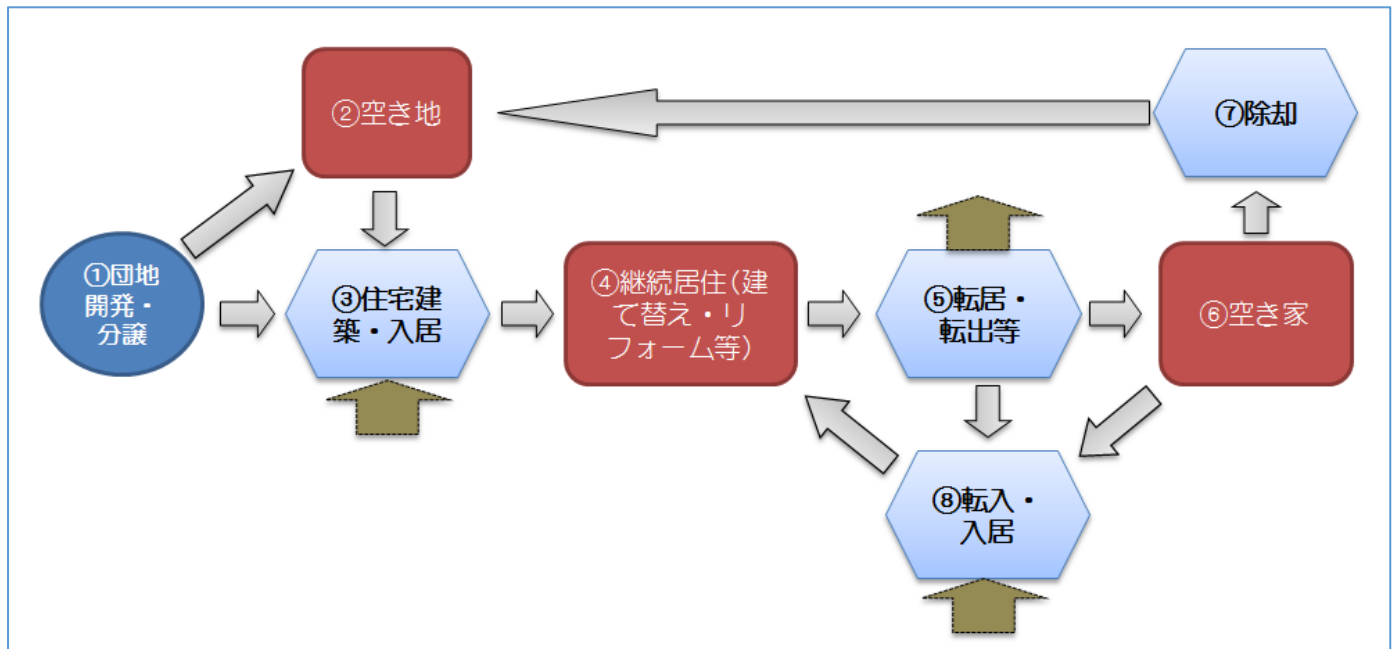 ②空き地
⑦除却
①団地
開発・
分譲
③住宅建
築・入居
④継続居住(建
て替え・リ
フォーム等)
⑤転居・
転出等
⑥空き家
⑧転入・
入居